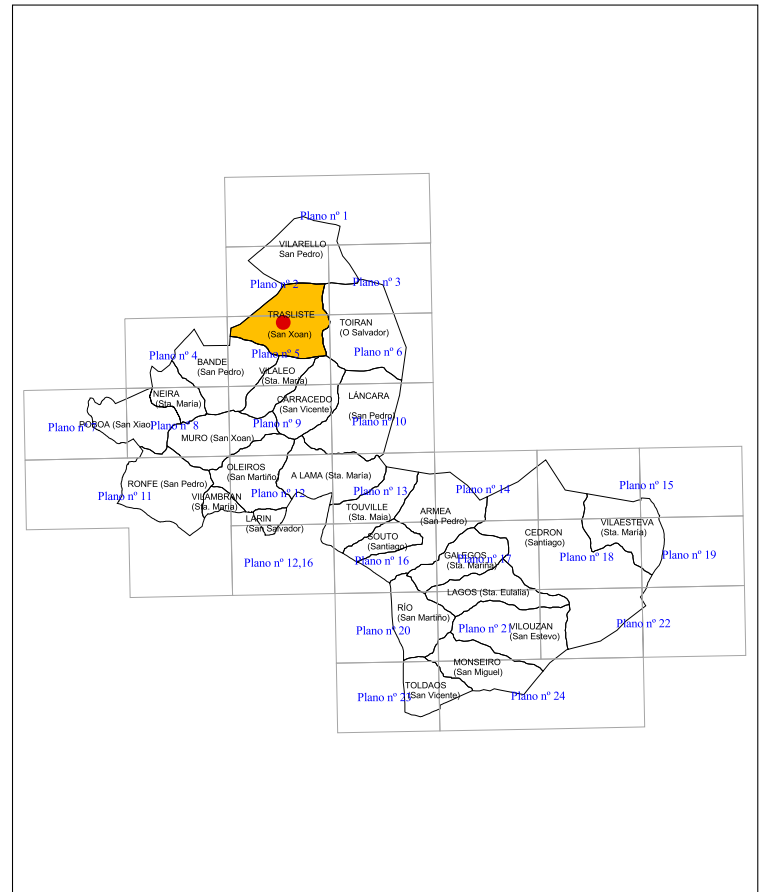 Plano nº 1
VILARELLO
San Pedro)
Plano nº 2
Plano nº 3
TRASLISTE
(San Xoan)
TOIRAN
(O Salvador)
Plano nº 4
Plano nº 5
Plano nº 6
BANDE
(San Pedro)
VILALEO
(Sta. María)
NEIRA
(Sta. María)
CARRACEDO
(San Vicente)
LÁNCARA
(San Pedro)
POBOA (San Xiao)
Plano nº 7
Plano nº 8
Plano nº 9
Plano nº 10
MURO (San Xoan)
OLEIROS
(San Martiño)
A LAMA (Sta. María)
RONFE (San Pedro)
Plano nº 11
VILAMBRAN
(Sta. María)
Plano nº 12
Plano nº 13
Plano nº 14
Plano nº 15
LARIN
(San Salvador)
TOUVILLE
(Sta. Maia)
ARMEA
(San Pedro)
VILAESTEVA
(Sta. María)
CEDRON
(Santiago)
SOUTO
(Santiago)
Plano nº 12,16
Plano nº 16
GALEGOS
(Sta. Mariña)
Plano nº 17
Plano nº 18
Plano nº 19
LAGOS (Sta. Eulalia)
RÍO
(San Martiño)
Plano nº 20
Plano nº 21
VILOUZAN
(San Estevo)
Plano nº 22
MONSEIRO
(San Miguel)
TOLDAOS
(San Vicente)
Plano nº 23
Plano nº 24